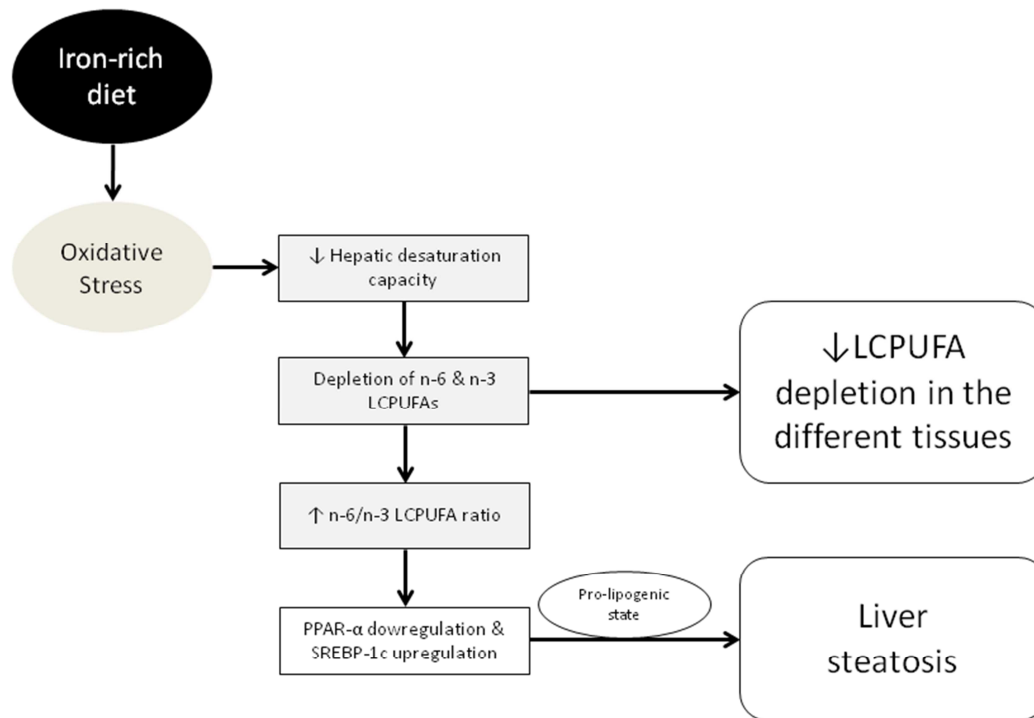 Iron-rich
diet
Oxidative
Stress
↓ Hepatic desaturation
capacity
Depletion of n-6 & n-3
LCPUFAs
↓LCPUFA
depletion in the
different tissues
↑ n-6/n-3 LCPUFA ratio
PPAR-α dowregulation &
SREBP-1c upregulation
Pro-lipogenic
state
Liver
steatosis